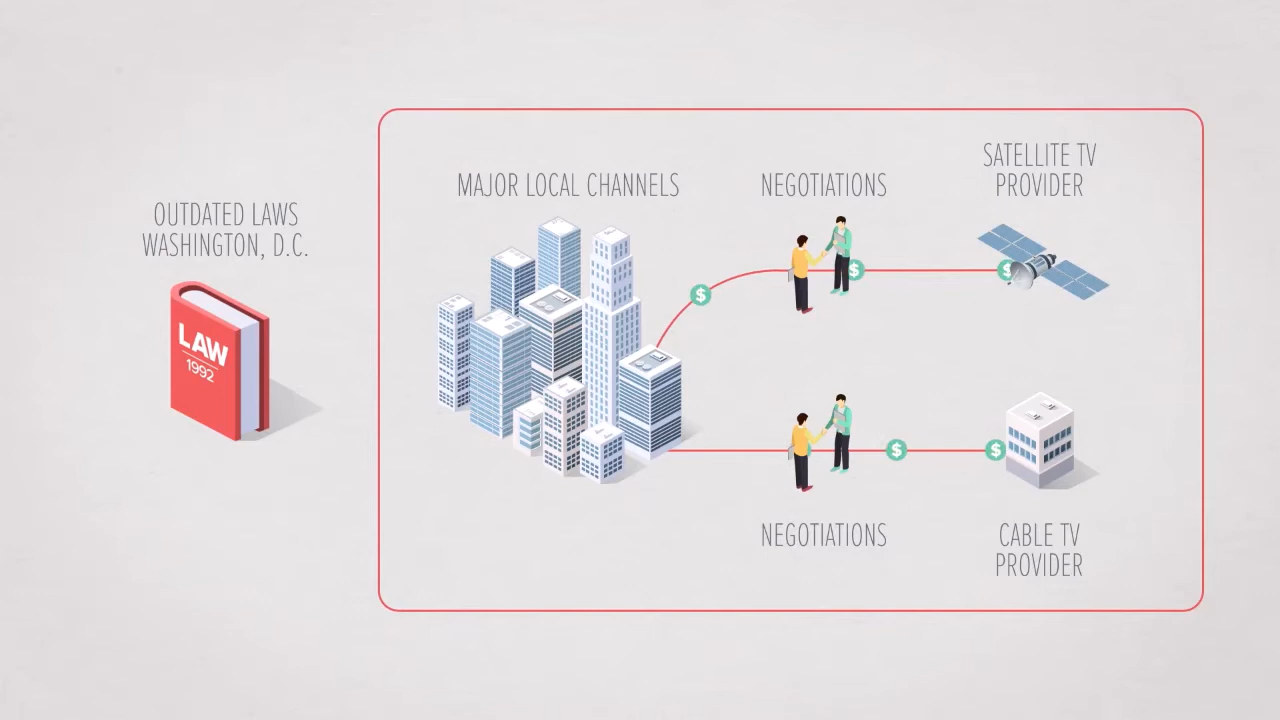 OUTDATED LAWS
WASHINGTON, D.C.
LAW
1992
MAJOR LOCAL CHANNELS
NEGOTIATIONS
SATELLITE TV
PROVIDER
$
$
$
$
$
NEGOTIATIONS
CABLE TV
PROVIDER